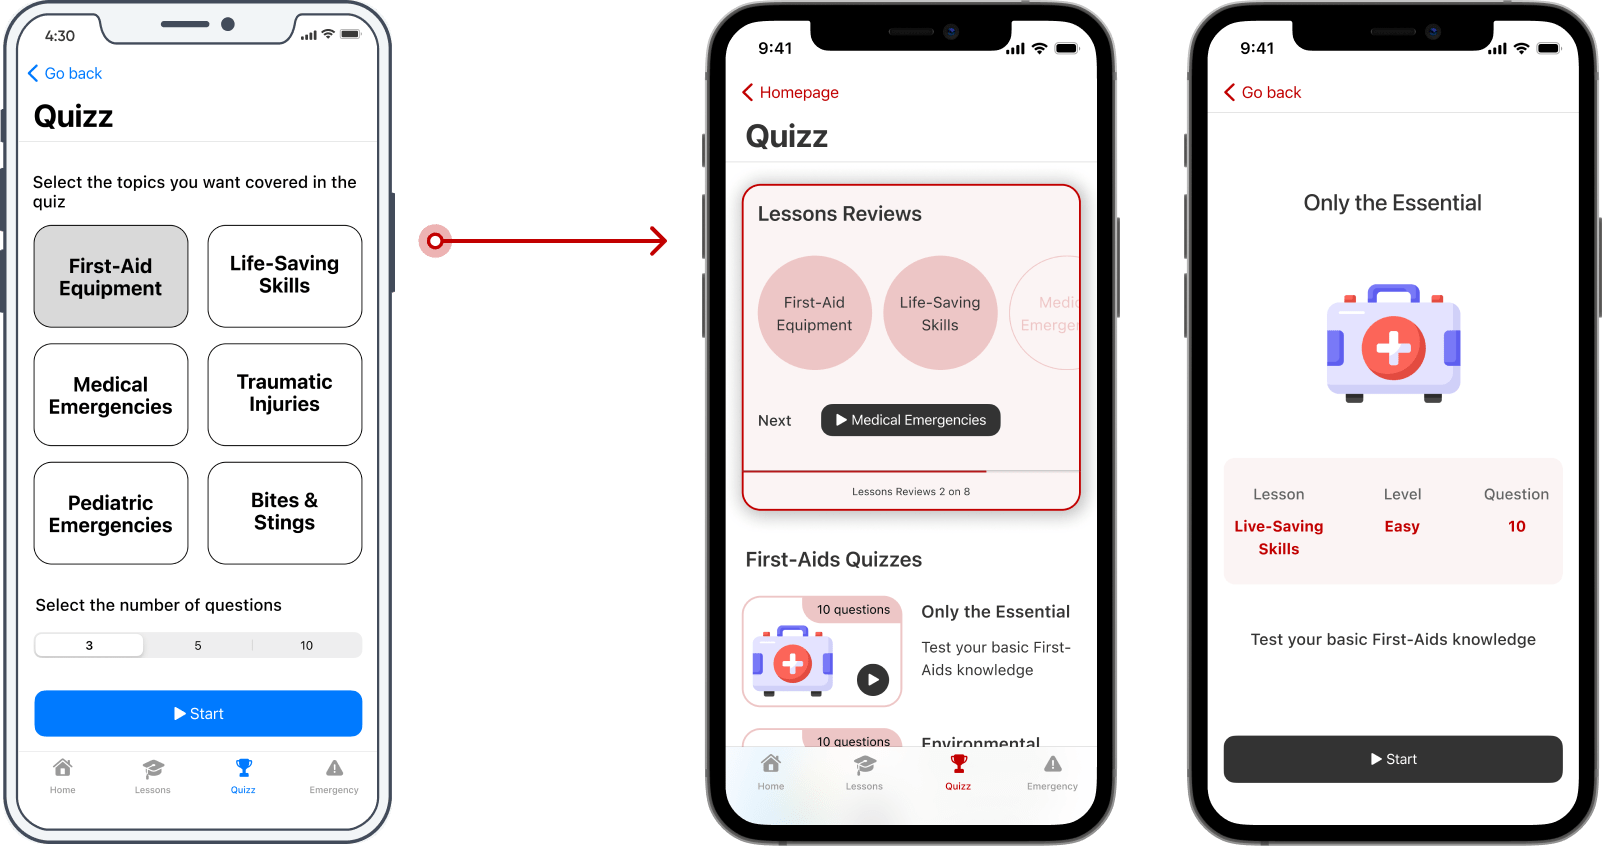 4:30
Go back
Quizz
Select the topics you want covered in the
quiz
First-Aid
Equipment
Life-Saving
Skills
Medical
Emergencies
Traumatic
Injuries
Pediatric
Emergencies
Bites &
Stings
Select the number of questions
3 5 10
Start
Home Lessons Quizz Emergency
9:41
Homepage
Quizz
Lessons Reviews
First-Aid
Equipment
Life-Saving
Skills
Medic
Emerger
Next
Medical Emergencies
Lessons Reviews 2 on 8
First-Aids Quizzes
10 questions
Only the Essential
Test your basic First-
Aids knowledge
10 questions
Environmental
Home Lessons Quizz Emergency
9:41
Go back
Only the Essential
Lesson Level Question
Live-Saving
Skills
Easy
10
Test your basic First-Aids knowledge
Start